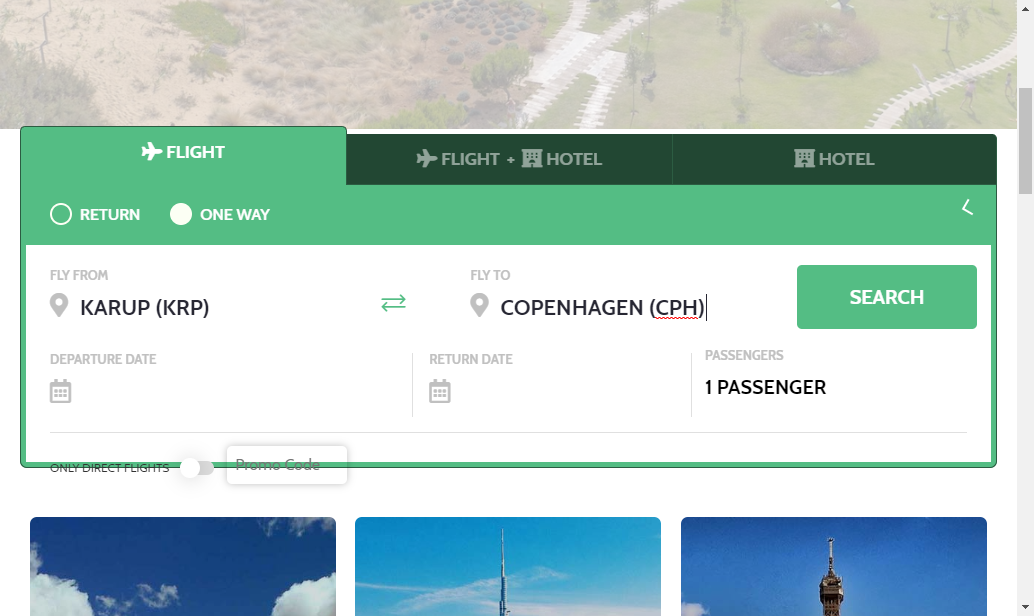 FLIGHT
FLIGHT + HOTEL
HOTEL
RETURN
ONE WAY
FLY FROM
KARUP (KRP)
FLY TO
COPENHAGEN (CPH)
SEARCH
DEPARTURE DATE
RETURN DATE
PASSENGERS
1 PASSENGER
ONLY DIRECT FLIGHTS
Promo Code